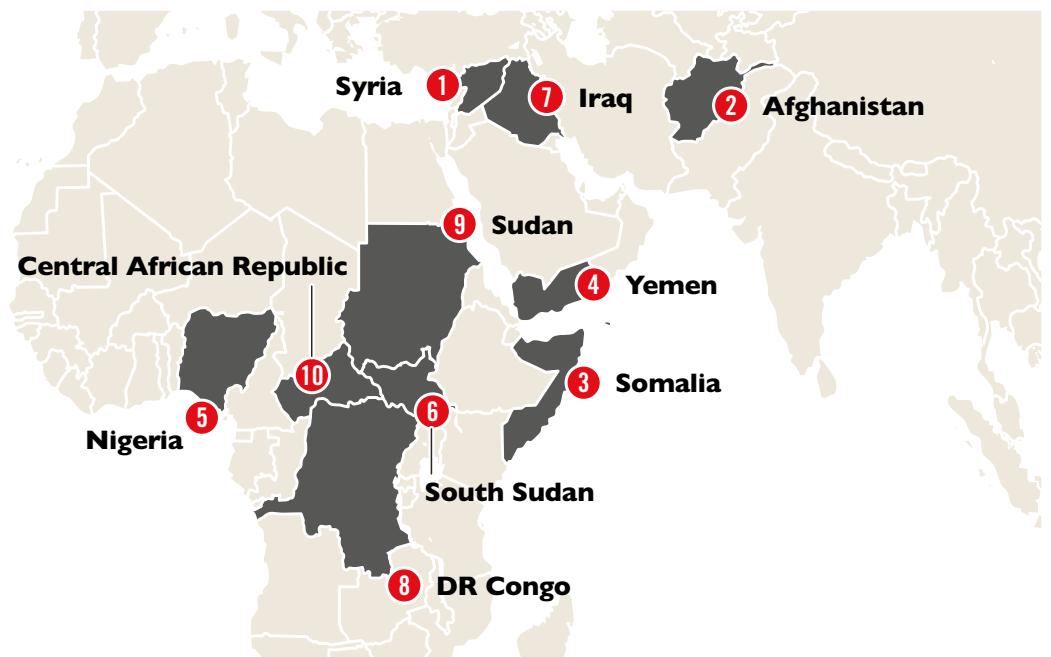 Syria 1
7 Iraq
2 Afghanistan
9 Sudan
Central African Republic
4 Yemen
10
3 Somalia
5
6
Nigeria
South Sudan
8 DR Congo